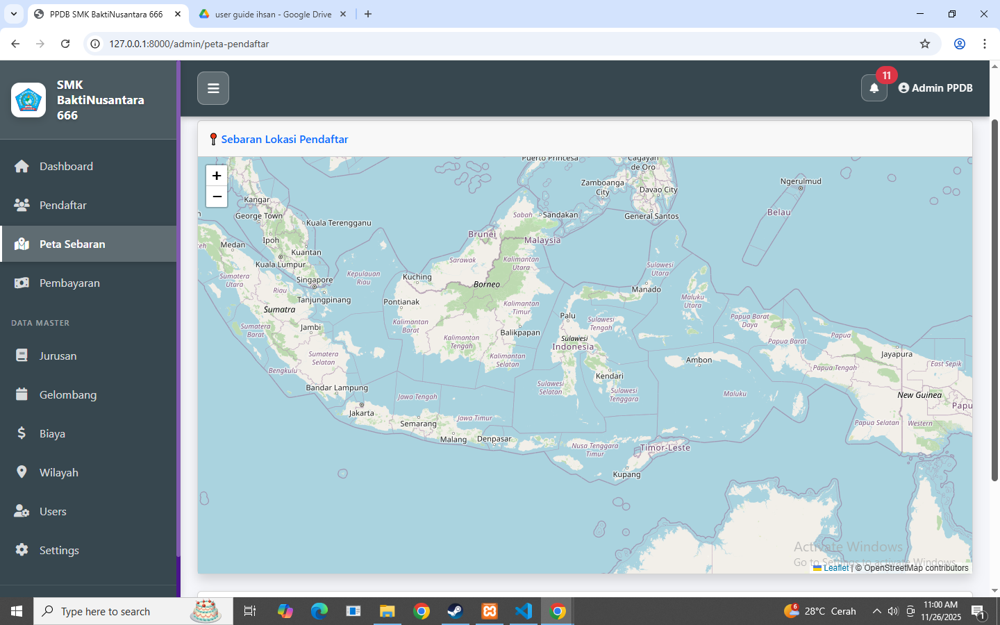 PPDB SMK BaktiNusantara 666
user guide ihsan - Google Drive
127.0.0.1:8000/admin/peta-pendaftar
SMK
BaktiNusantara
666
11
Admin PPDB
Dashboard
Pendaftar
Peta Sebaran
Pembayaran
DATA MASTER
Jurusan
Gelombang
Biaya
Wilayah
Users
Settings
Sebaran Lokasi Pendaftar
+
−
Puerto Princesa
Cagayan
de Oro
Zamboanga
City
Davao City
General Santos
Ngerulmud
Belau
Kangar
George Town
Kuala Terengganu
Ipoh
Kuantan
Kuala Lumpur
Medan
Singapore
Tanjungpinang
Sumatera
Utara
Riau
Kepulauan
Riau
Sumatra
Sumatera
Barat
Jambi
Sumatera
Selatan
Bengkulu
Bandar Lampung
Sabah
Sandakan
Brunei
Malaysia
Sarawak
Kalimantan
Utara
Kuching
Borneo
Pontianak
Kalimantan
Timur
Kalimantan
Barat
Kalimantan
Tengah
Balikpapan
Kalimantan
Selatan
Sulawesi
Utara
Manado
Maluku
Utara
Palu
Sulawesi
Tengah
Sulawesi
Indonesia
Kendari
Sulawesi
Selatan
Sulawesi
Tenggara
Ambon
Maluku
Papua Barat
Daya
Papua Barat
Papua
Jayapura
Papua Tengah
East Sepik
New Guinea
Papu
Papua Selatan
Western
Jakarta
Jawa Tengah
Semarang
Jawa Timur
Malang
Denpasar
Nusa Tenggara
Timur
Timor-Leste
Kupang
Activate Windows
Go to Settings to activate Windows.
Leaflet | © OpenStreetMap contributors
Type here to search
6
28°C Cerah
11:00 AM
11/26/2025
1